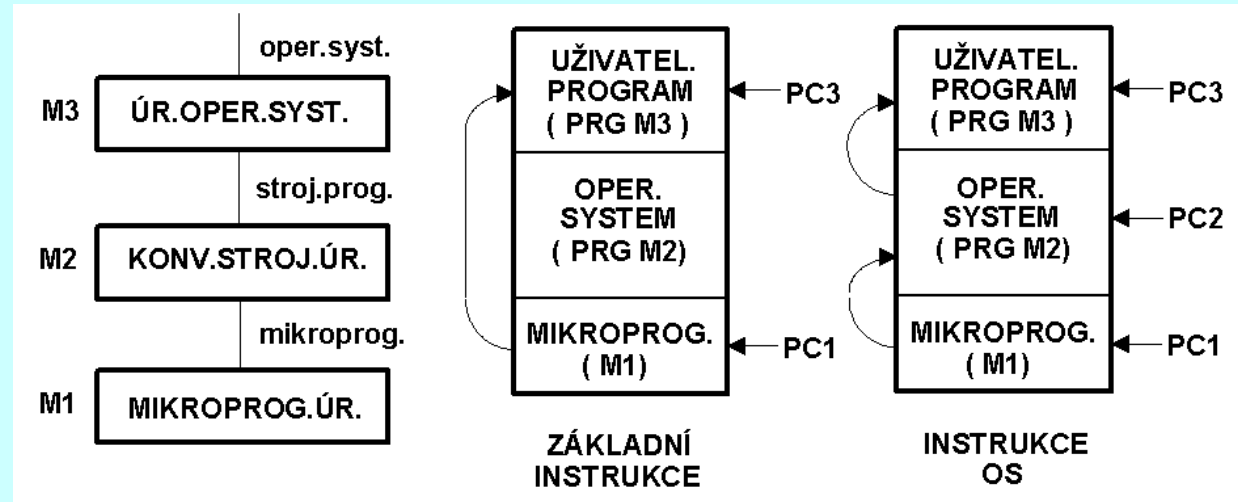 oper.syst.
M3
ÚR.OPER.SYST.
stroj.prog.
M2
KONV.STROJ.ÚR.
mikroprog.
M1
MIKROPROG.ÚR.
UŽIVATEL.
PROGRAM
( PRG M3 )
PC3
OPER.
SYSTEM
( PRG M2)
MIKROPROG.
( M1)
PC1
ZÁKLADNÍ
INSTRUKCE
UŽIVATEL.
PROGRAM
( PRG M3 )
PC3
OPER.
SYSTEM
( PRG M2)
PC2
MIKROPROG.
( M1)
PC1
INSTRUKCE
OS